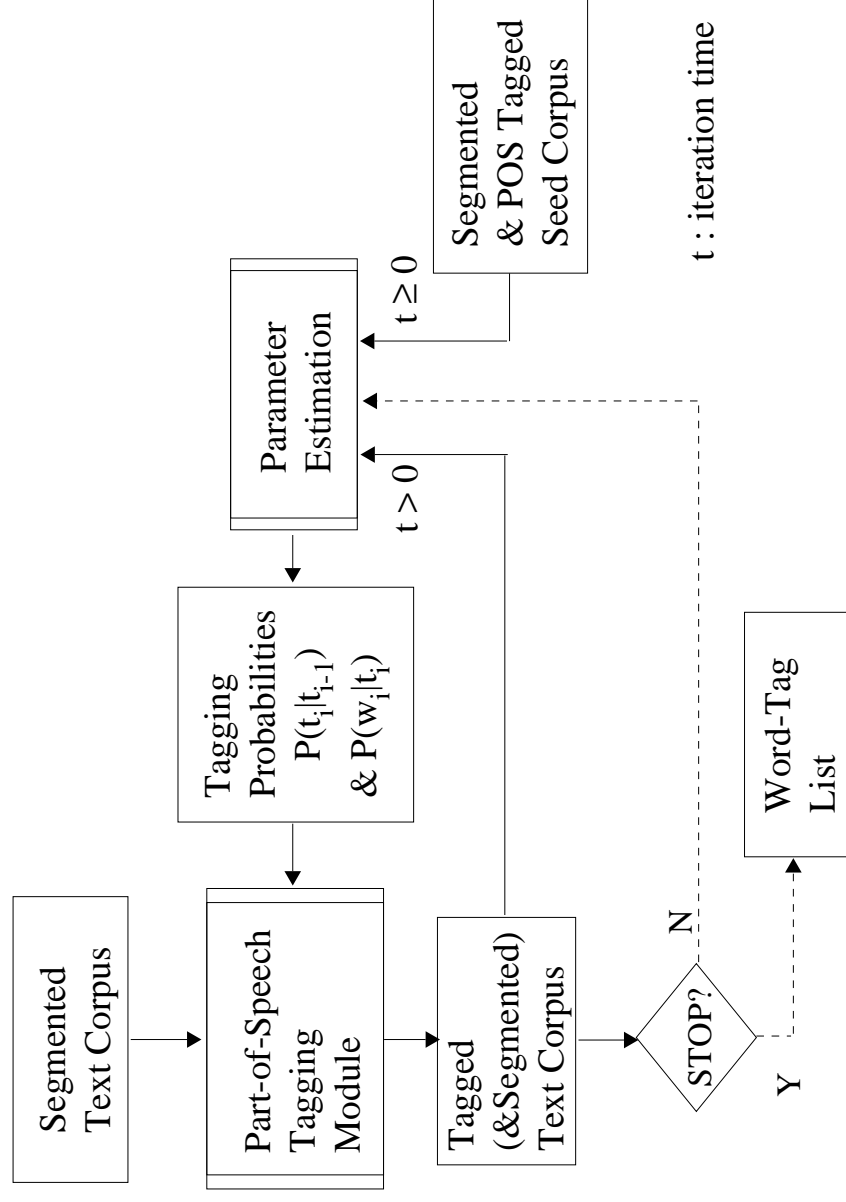 Segmented
Text Corpus
Part-of-Speech
Tagging
Module
Tagging
Probabilities
P(t_i|t_{i-1})
& P(w_i|t_i)
Parameter
Estimation
t > 0
t ≥ 0
Segmented
& POS Tagged
Seed Corpus
Tagged
(&Segmented)
Text Corpus
STOP?
N
Y
Word-Tag
List
t : iteration time